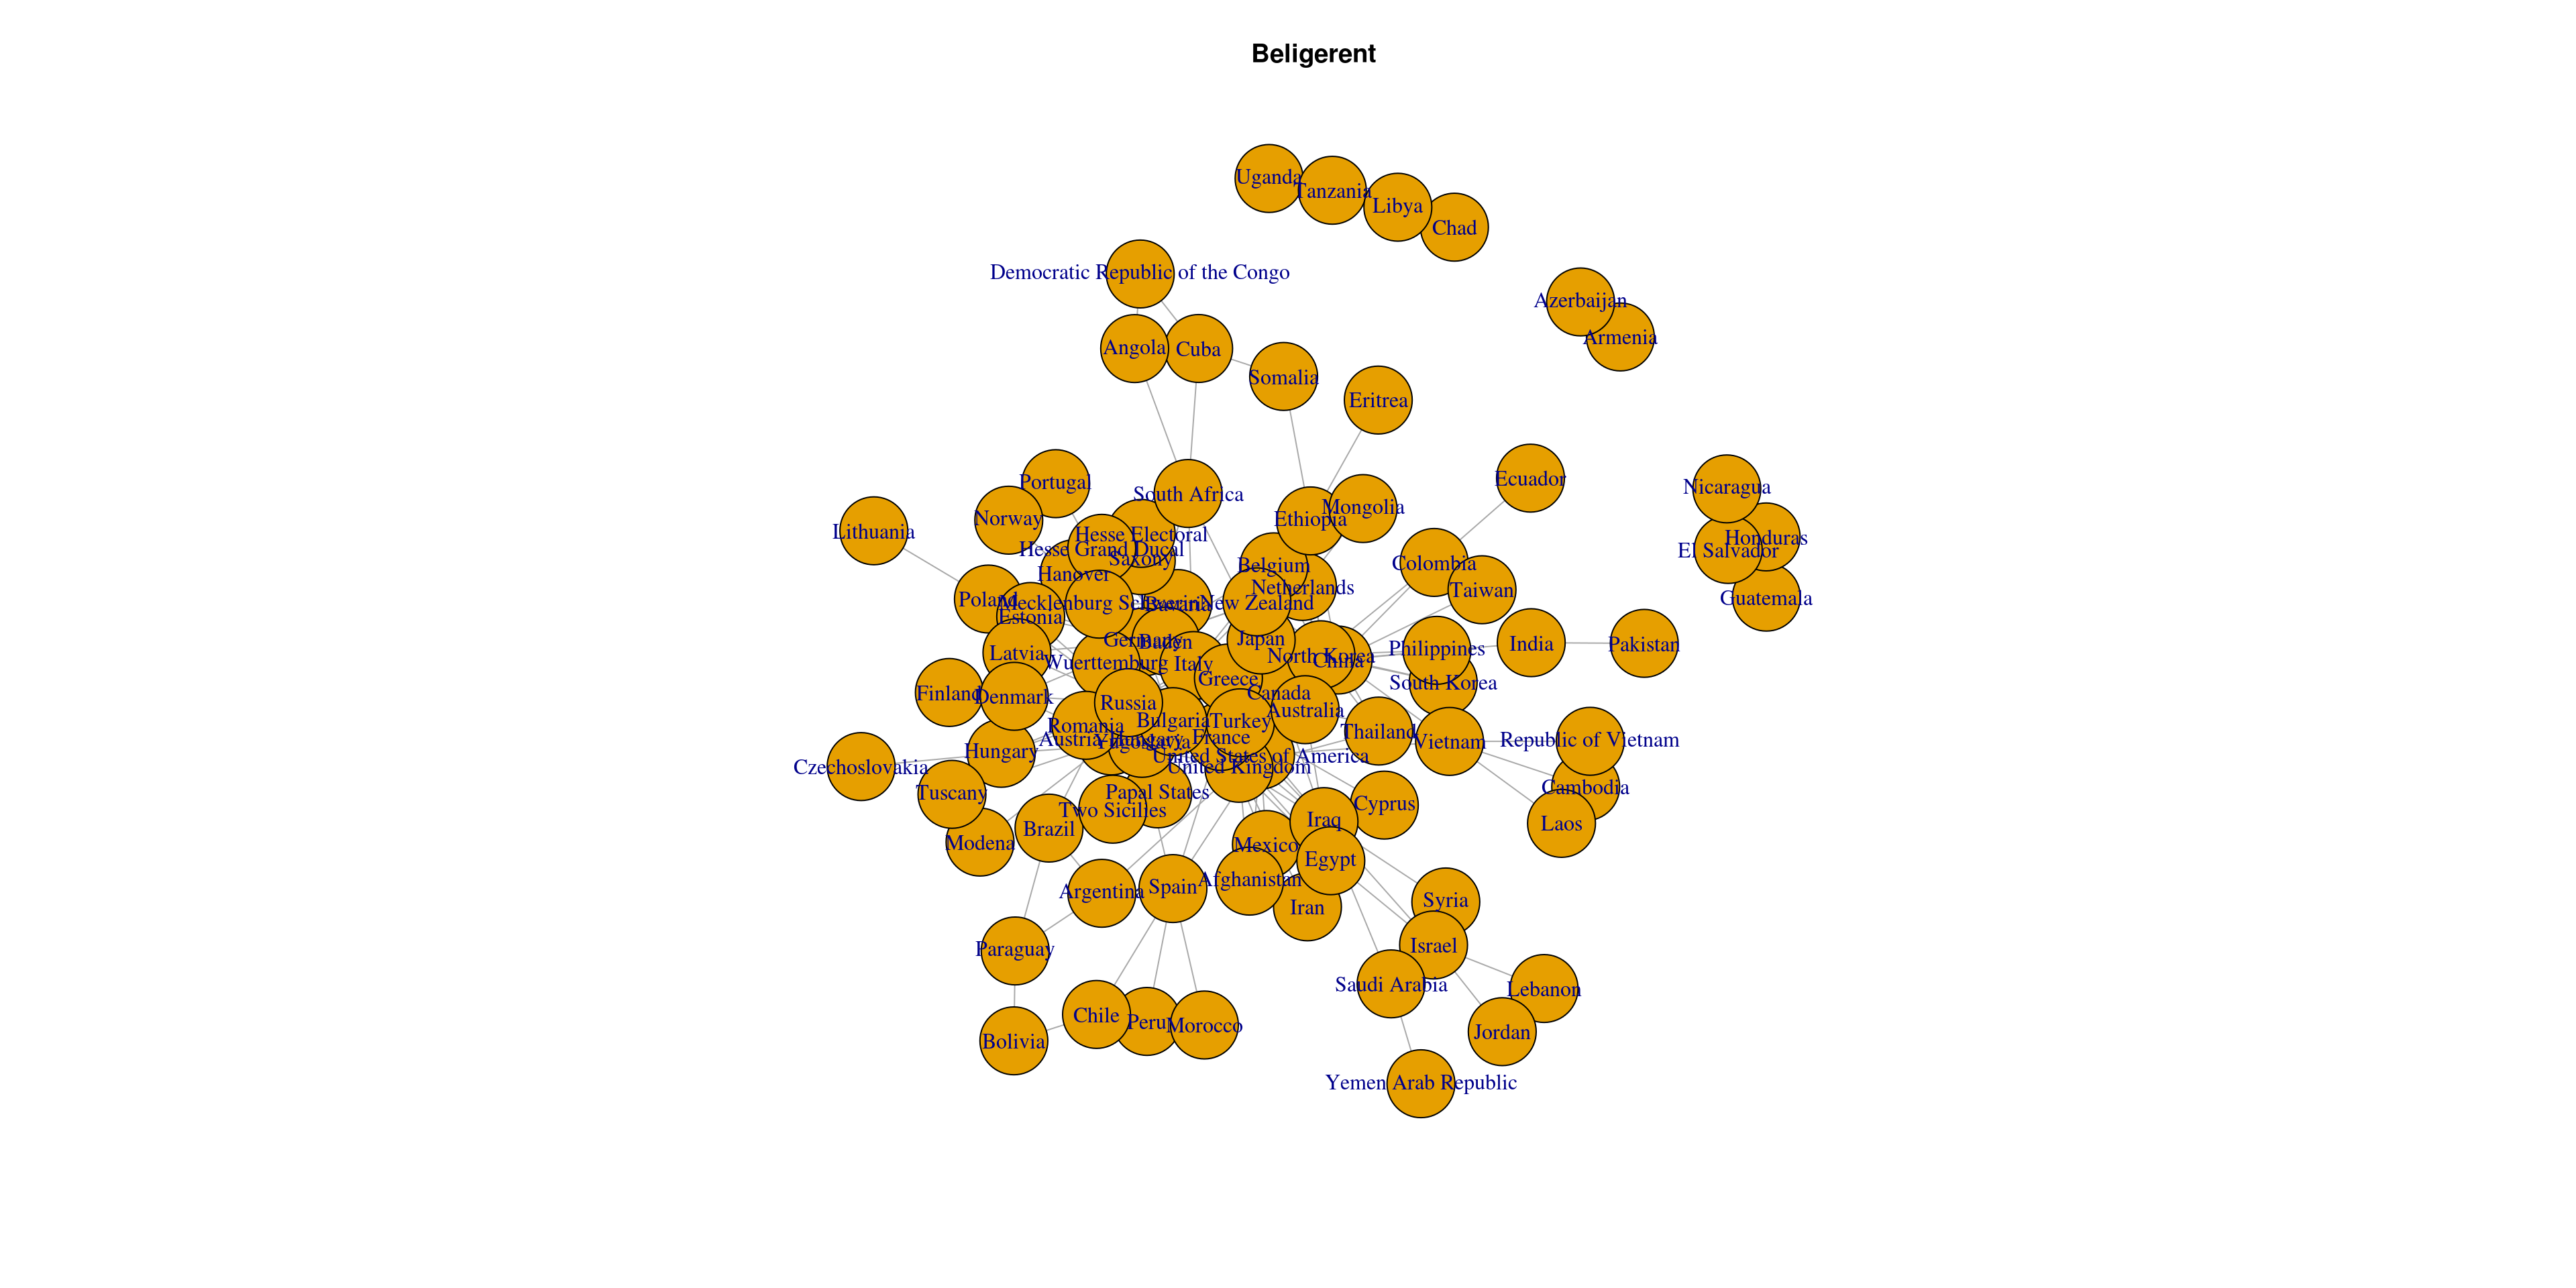 Beligerent
Uganda
Tanzania
Libya
Chad
Democratic Republic of the Congo
Azerbaijan
Armenia
Angola
Cuba
Somalia
Eritrea
Ecuador
Portugal
Nicaragua
South Africa
Mongolia
Norway
Ethiopia
Lithuania
Hesse Electoral
Honduras
Hesse Grand Ducal
El Salvador
Saxony
Colombia
Belgium
Hanover
Netherlands
Taiwan
Guatemala
Poland
Mecklenburg Schwerin
Bavaria
New Zealand
Estonia
Germany
Baden
Japan
India
Pakistan
Philippines
Latvia
North Korea
China
Wuerttemburg
Italy
Greece
South Korea
Finland
Denmark
Canada
Russia
Australia
Bulgaria
Turkey
Romania
Thailand
Austria-Hungary
Yugoslavia
France
Vietnam
Republic of Vietnam
Hungary
United States of America
Czechoslovakia
United Kingdom
Cambodia
Tuscany
Papal States
Two Sicilies
Cyprus
Iraq
Laos
Brazil
Modena
Mexico
Egypt
Afghanistan
Spain
Argentina
Syria
Iran
Israel
Paraguay
Saudi Arabia
Lebanon
Chile
Peru
Morocco
Jordan
Bolivia
Yemen Arab Republic